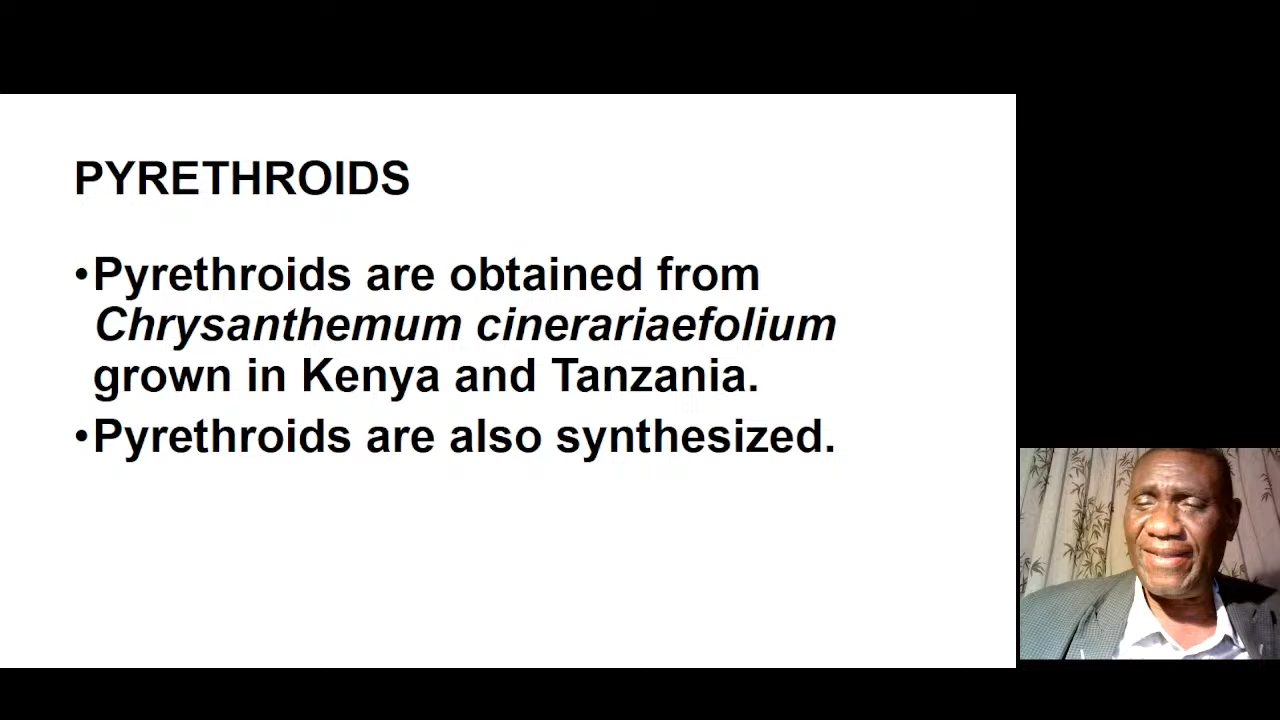 PYRETHROIDS
•Pyrethroids are obtained from
Chrysanthemum cinerariaefolium
grown in Kenya and Tanzania.
•Pyrethroids are also synthesized.